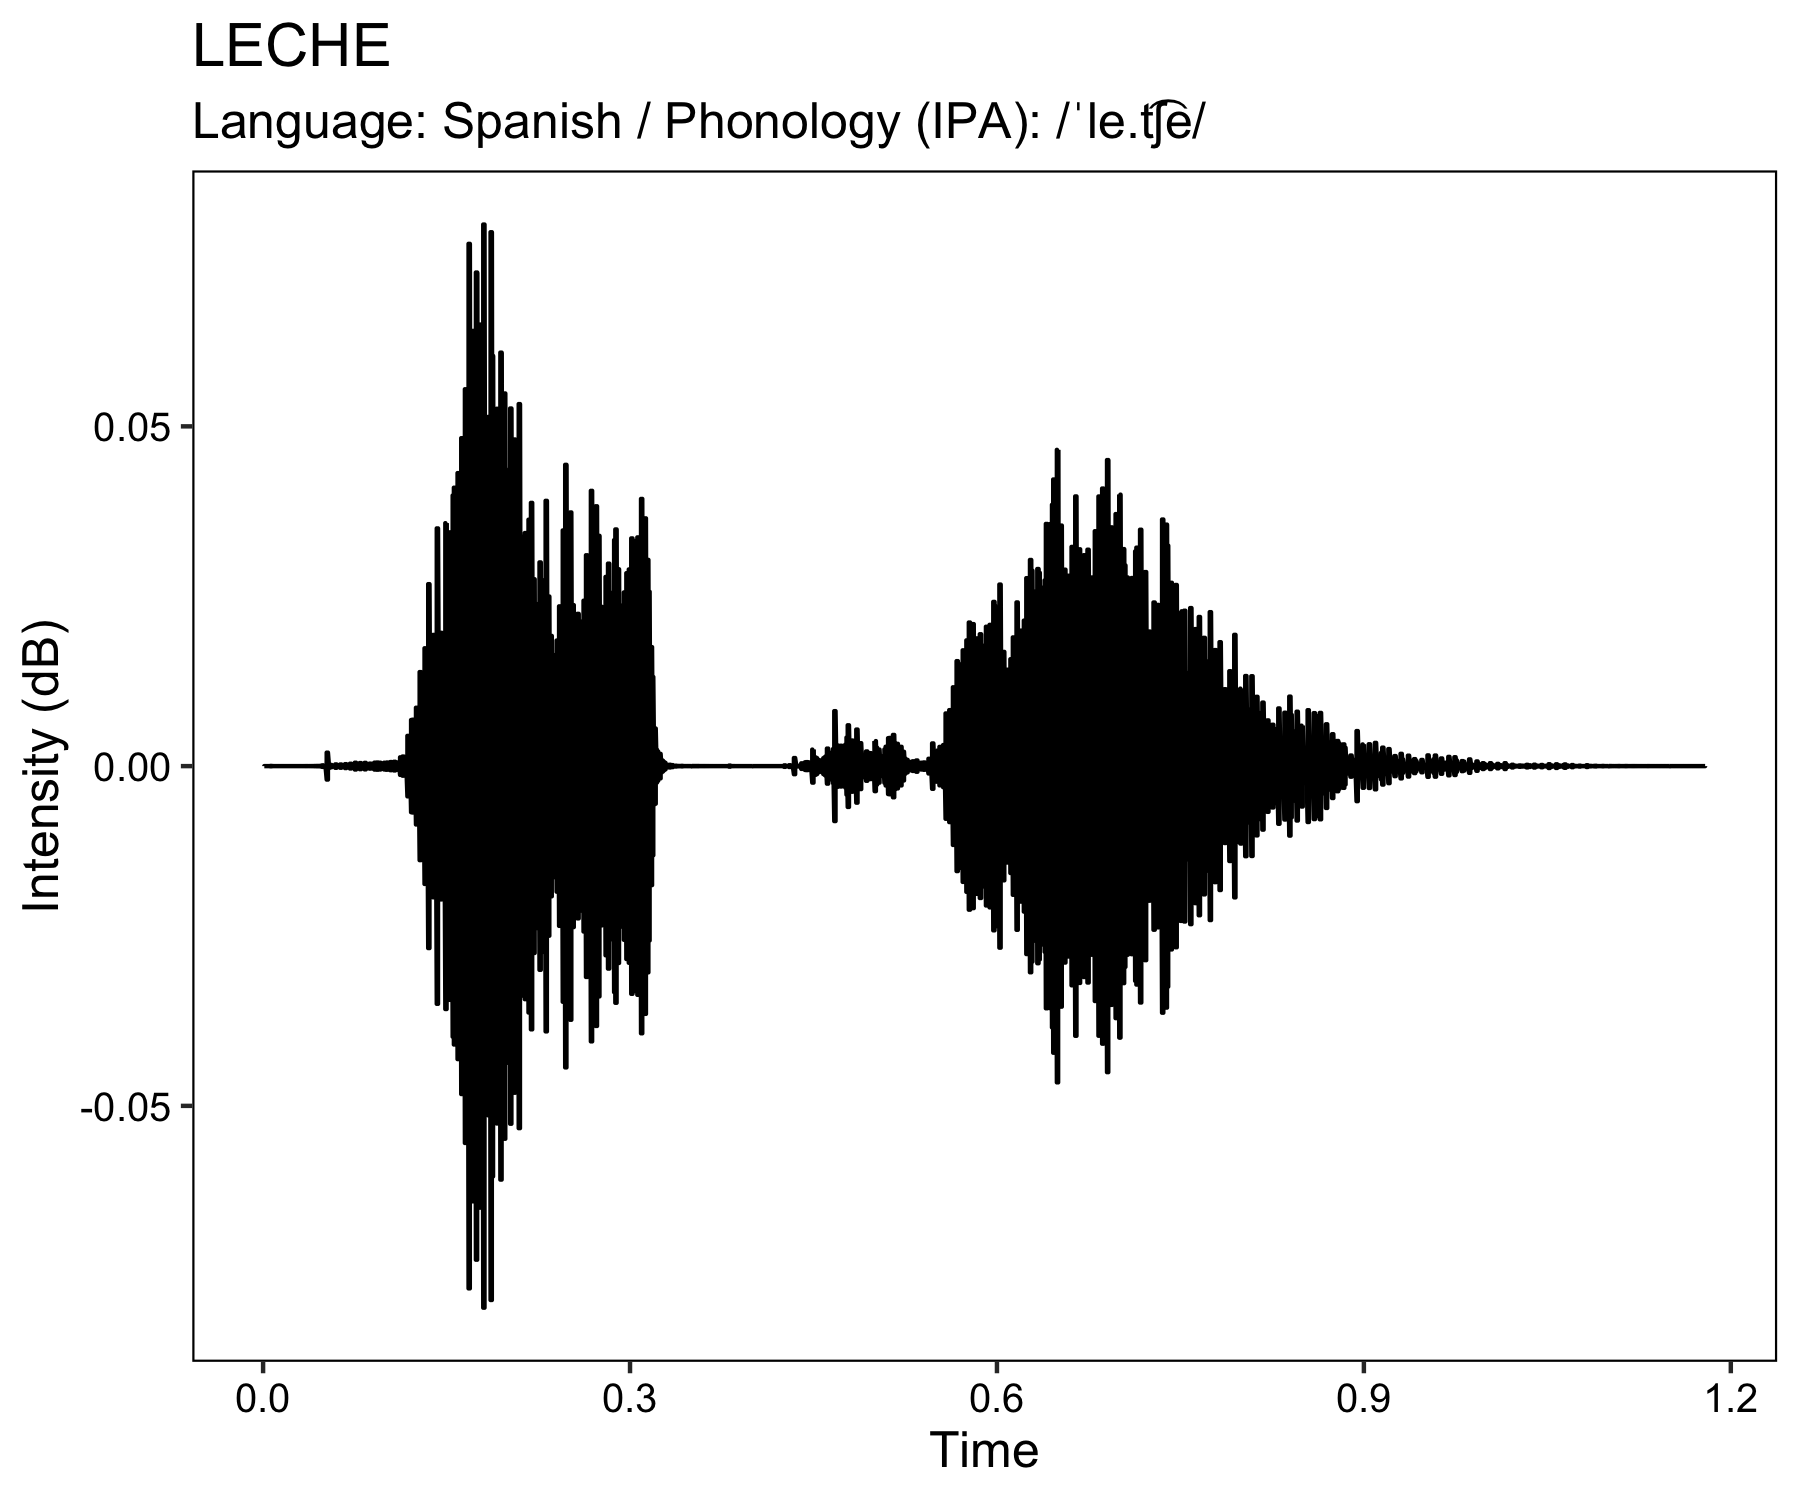 LECHE
Language: Spanish / Phonology (IPA): /ˈle.tʃ͡e/
Intensity (dB)
0.05
0.00
-0.05
0.0 0.3 0.6 0.9 1.2
Time